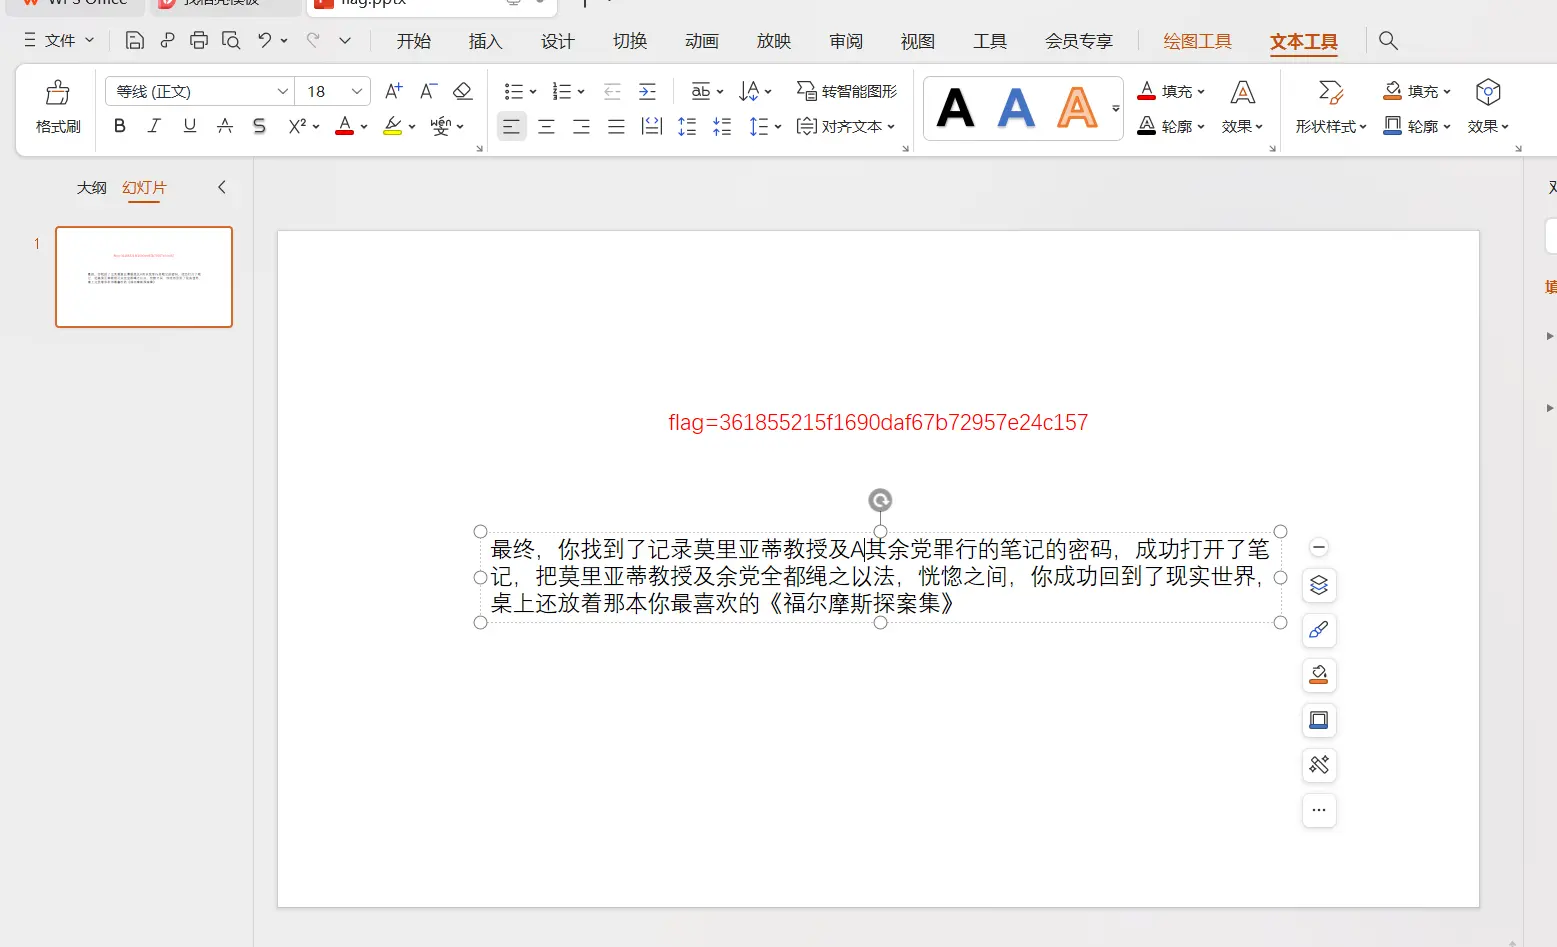 WPS Office
找稻壳模板
flag.pptx
文件
开始 插入 设计 切换 动画 放映 审阅 视图 工具 会员专享 绘图工具 文本工具
格式刷
等线 (正文) 18
转智能图形
对齐文本
填充
轮廓
效果
形状样式
填充
轮廓
效果
大纲 幻灯片
1
flag=361855215f1690daf67b72957e24c157
最终，你找到了记录莫里亚蒂教授及A其余党罪行的笔记的密码，成功打开了笔
记，把莫里亚蒂教授及余党全都绳之以法，恍惚之间，你成功回到了现实世界，
桌上还放着那本你最喜欢的《福尔摩斯探案集》